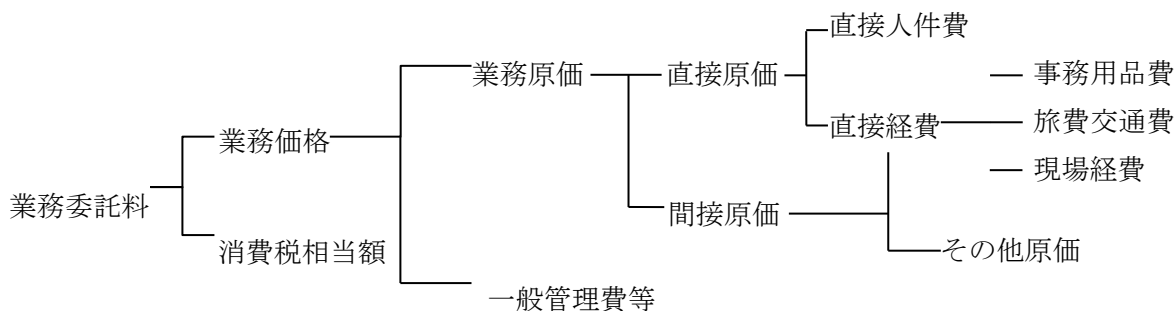 直接人件費
業務原価
直接原価
事務用品費
業務価格
直接経費
旅費交通費
現場経費
業務委託料
間接原価
消費税相当額
その他原価
一般管理費等